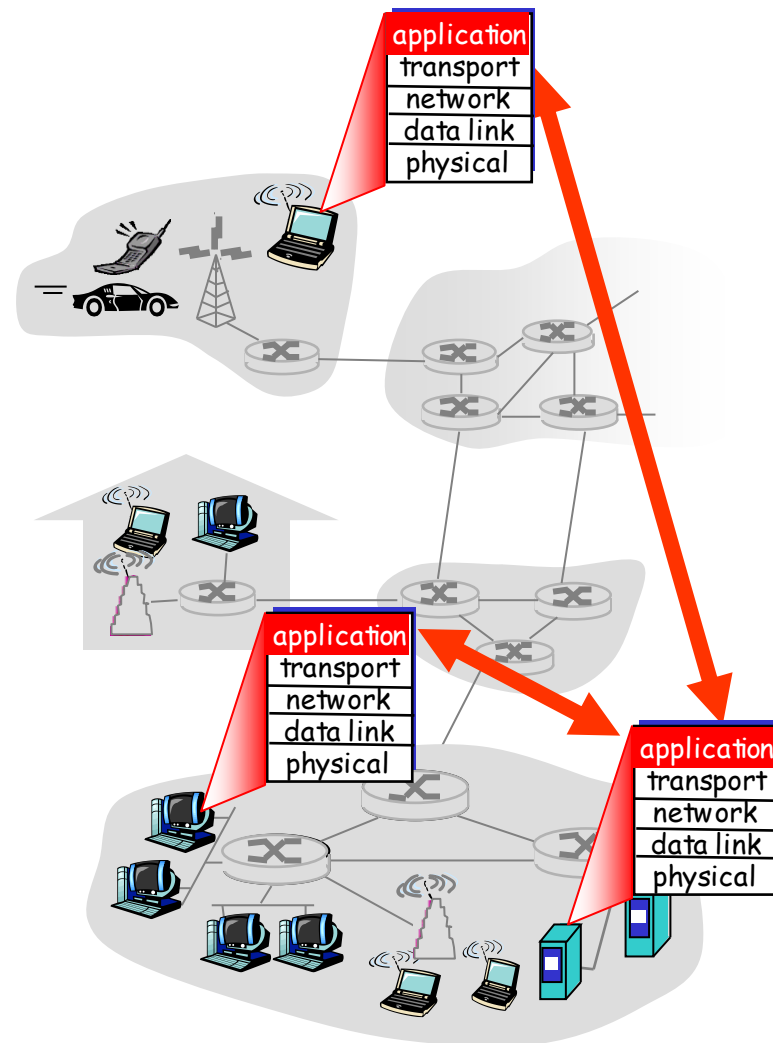 application
transport
network
data link
physical
application
transport
network
data link
physical
application
transport
network
data link
physical